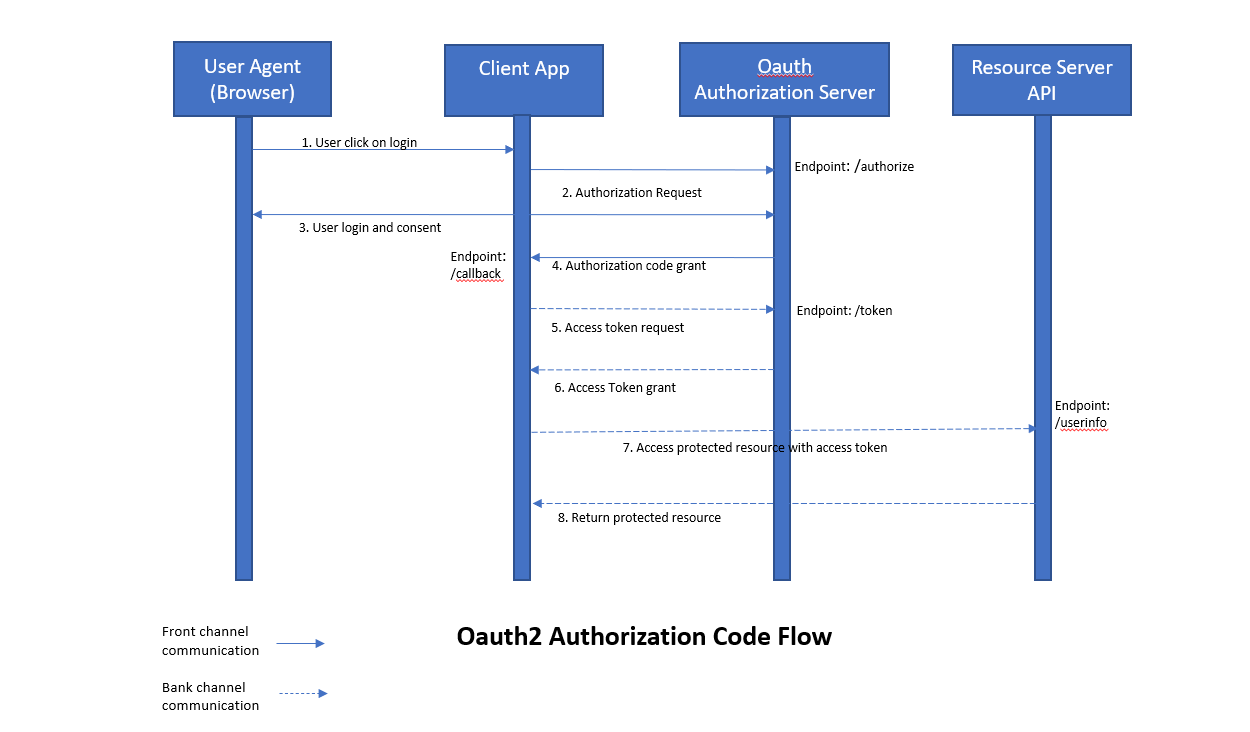 User Agent
(Browser)
Client App
Oauth
Authorization Server
Resource Server
API
1. User click on login
Endpoint: /authorize
2. Authorization Request
3. User login and consent
Endpoint:
/callback
4. Authorization code grant
5. Access token request
Endpoint: /token
6. Access Token grant
Endpoint:
/userinfo
7. Access protected resource with access token
8. Return protected resource
Front channel
communication
Oauth2 Authorization Code Flow
Bank channel
communication